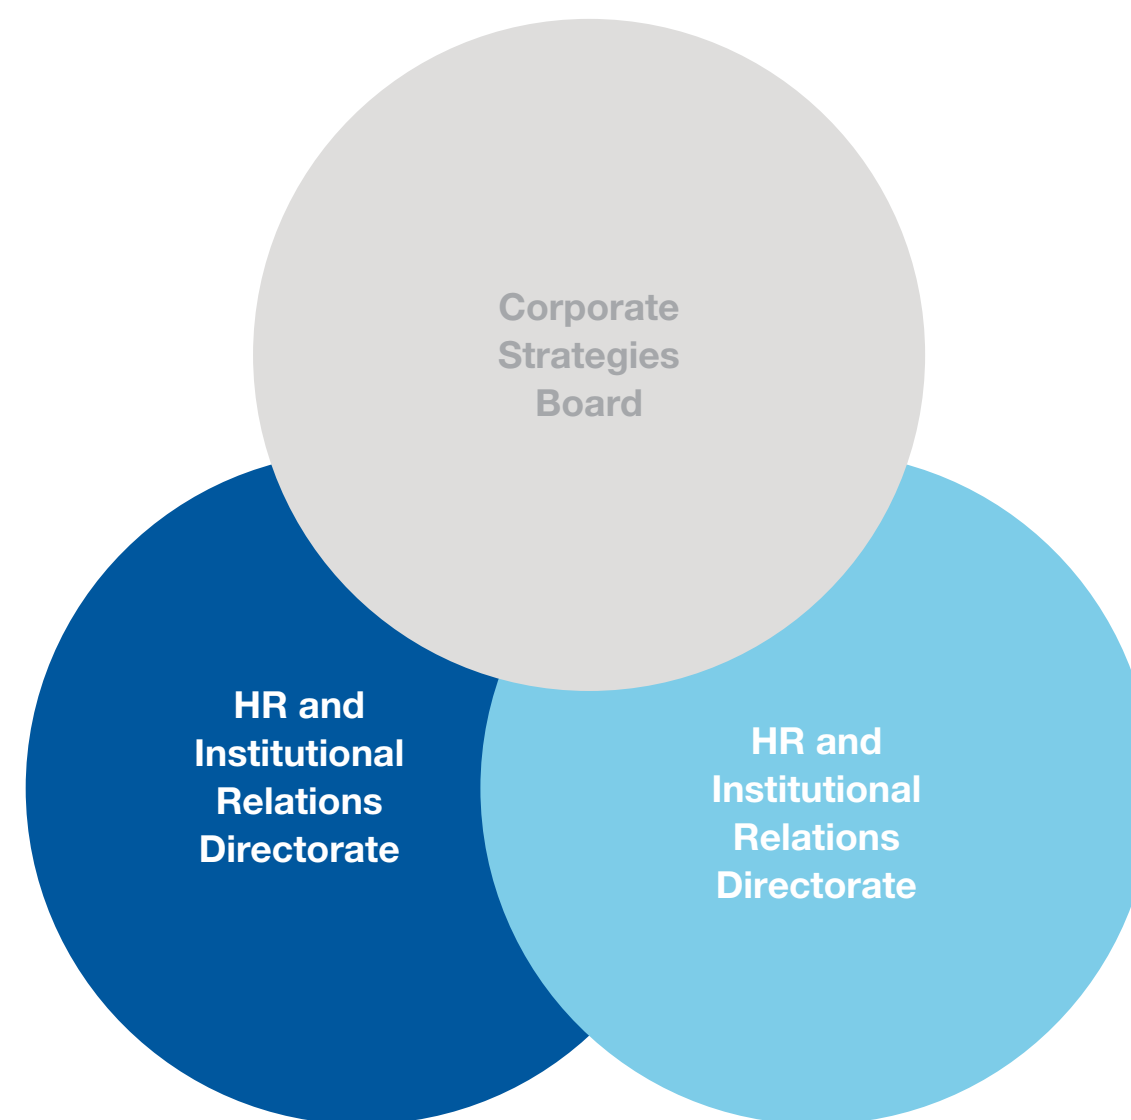 Corporate
Strategies
Board
HR and
Institutional
Relations
Directorate
HR and
Institutional
Relations
Directorate